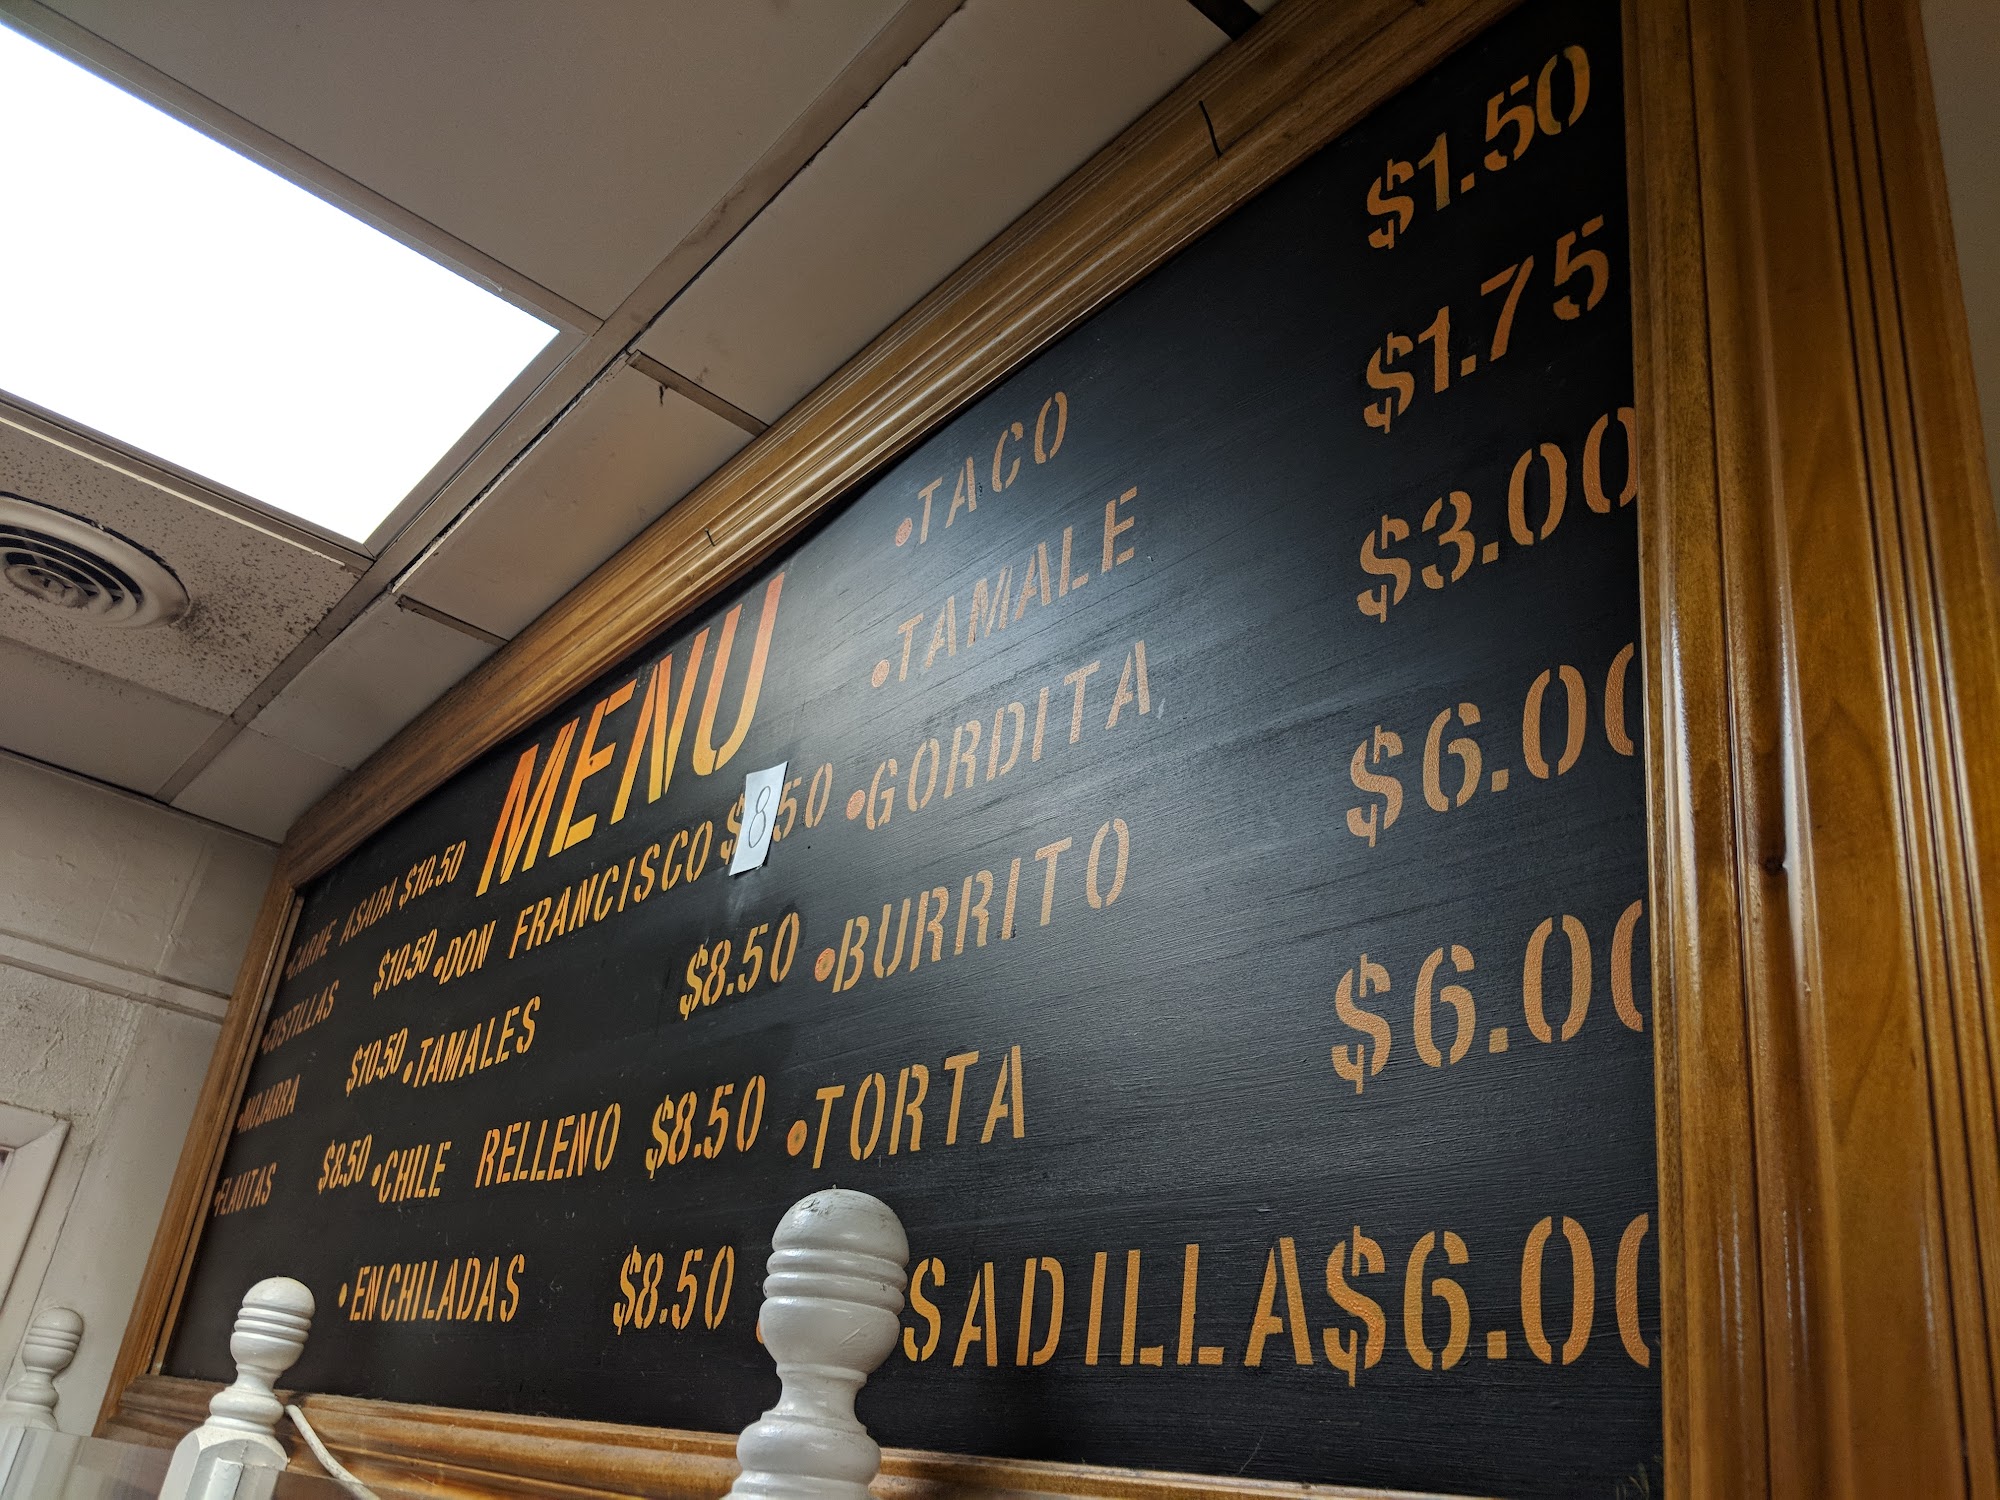 MENU
•CARNE ASADA $10.50
•COSTILLAS $10.50
•MOJARRA $10.50
•FLAUTAS $8.50
•DON FRANCISCO $8.50
•TAMALES $8.50
•CHILE RELLENO $8.50
•ENCHILADAS $8.50
•TACO $1.50
•TAMALE $1.75
•GORDITA $3.00
•BURRITO $6.00
•TORTA $6.00
SADILLA $6.00